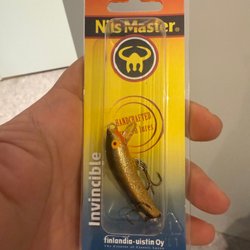 Nils Master®
HANDCRAFTED
Invincible
finlandia-uistin Oy